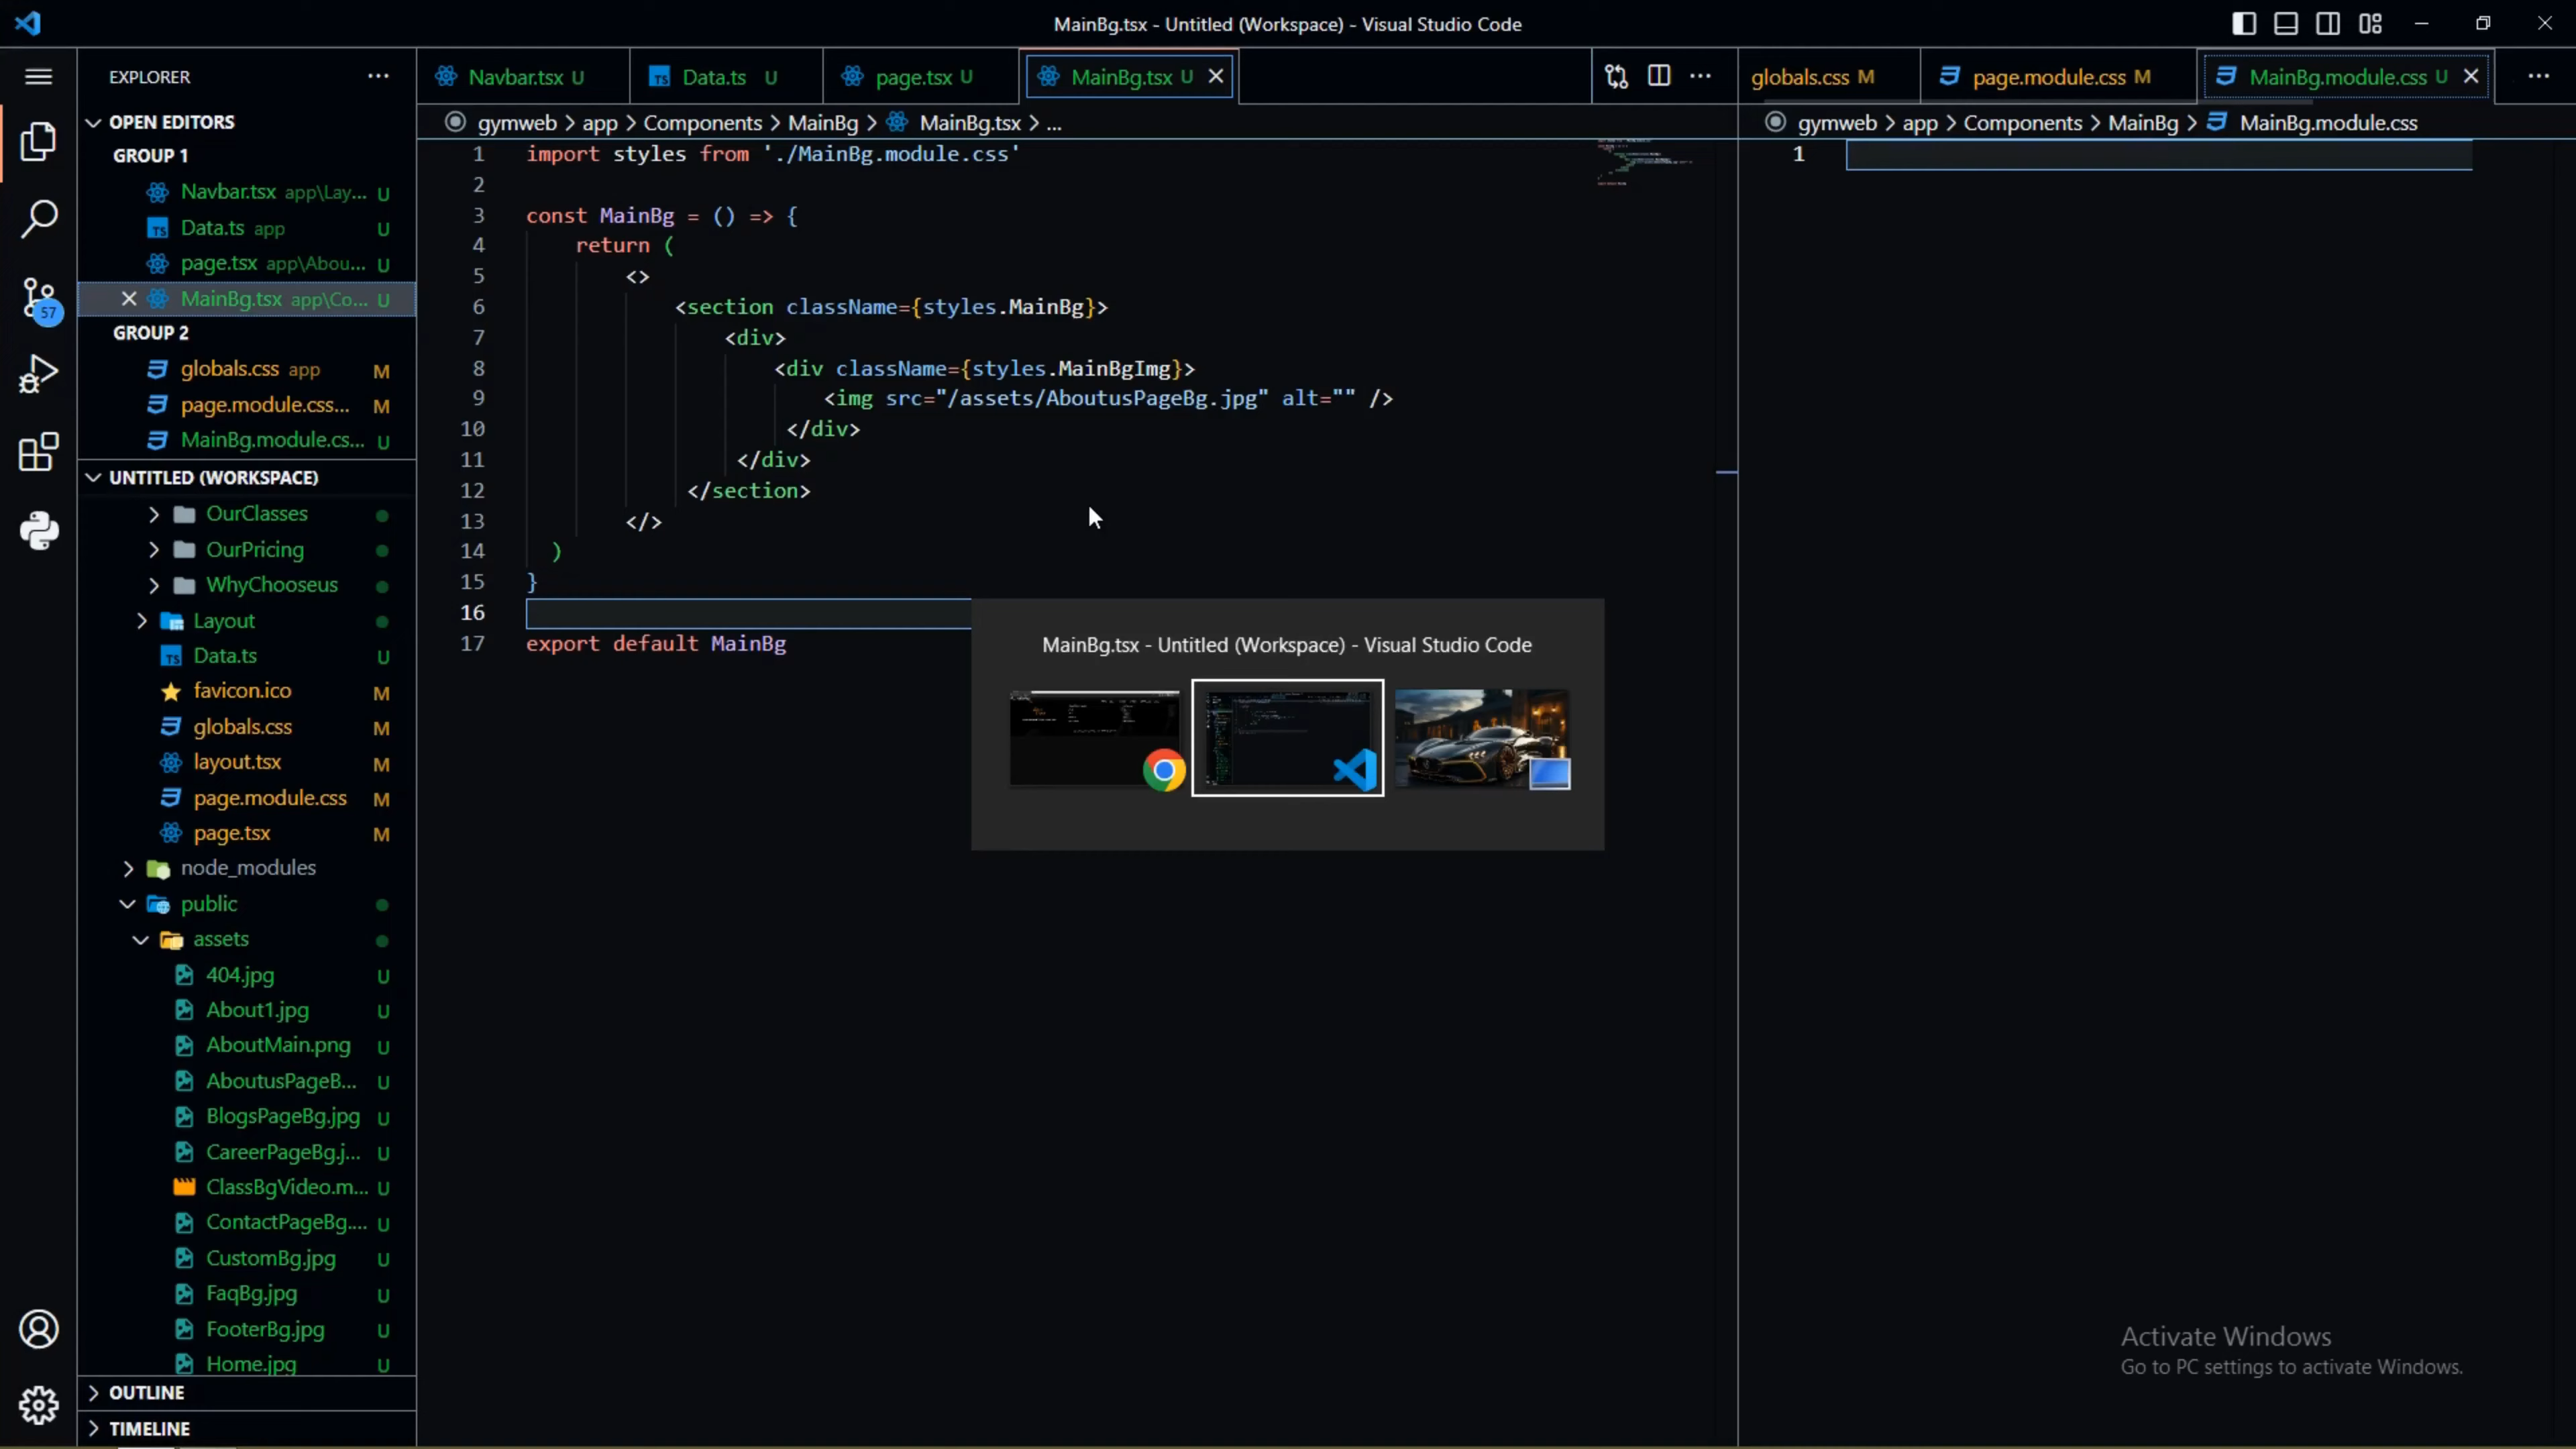 MainBg.tsx - Untitled (Workspace) - Visual Studio Code
EXPLORER
OPEN EDITORS
GROUP 1
Navbar.tsx app\Lay... U
Data.ts app U
page.tsx app\Abou... U
MainBg.tsx app\Co... U
GROUP 2
globals.css app M
page.module.css... M
MainBg.module.cs... U
57
UNTITLED (WORKSPACE)
OurClasses
OurPricing
WhyChooseus
Layout
Data.ts U
favicon.ico M
globals.css M
layout.tsx M
page.module.css M
page.tsx M
node_modules
public
assets
404.jpg U
About1.jpg U
AboutMain.png U
AboutusPageB... U
BlogsPageBg.jpg U
CareerPageBg.j... U
ClassBgVideo.m... U
ContactPageBg.... U
CustomBg.jpg U
FaqBg.jpg U
FooterBg.jpg U
Home.jpg U
OUTLINE
TIMELINE
Navbar.tsx U
TS Data.ts U
page.tsx U
MainBg.tsx U
gymweb > app > Components > MainBg > MainBg.tsx > ...
1 import styles from './MainBg.module.css'
2
3 const MainBg = () => {
4 return (
5 <>
6 <section className={styles.MainBg}>
7 <div>
8 <div className={styles.MainBgImg}>
9 <img src="/assets/AboutusPageBg.jpg" alt="" />
10 </div>
11 </div>
12 </section>
13 </>
14 )
15 }
16
17 export default MainBg
MainBg.tsx - Untitled (Workspace) - Visual Studio Code
globals.css M
page.module.css M
MainBg.module.css U
gymweb > app > Components > MainBg > MainBg.module.css
1
Activate Windows
Go to PC settings to activate Windows.